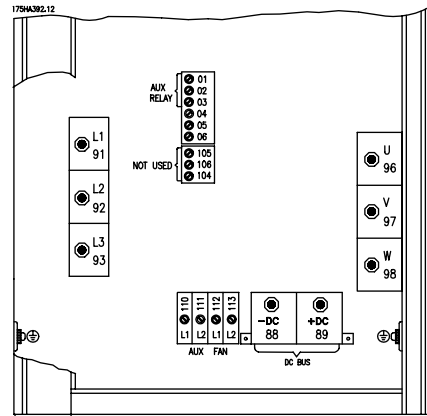 175HA392.12
AUX
RELAY
01
02
03
04
05
06
NOT USED
105
106
104
L1
91
L2
92
L3
93
U
96
V
97
W
98
110
111
112
113
L1
L2
L1
L2
AUX FAN
-DC
88
+DC
89
DC BUS